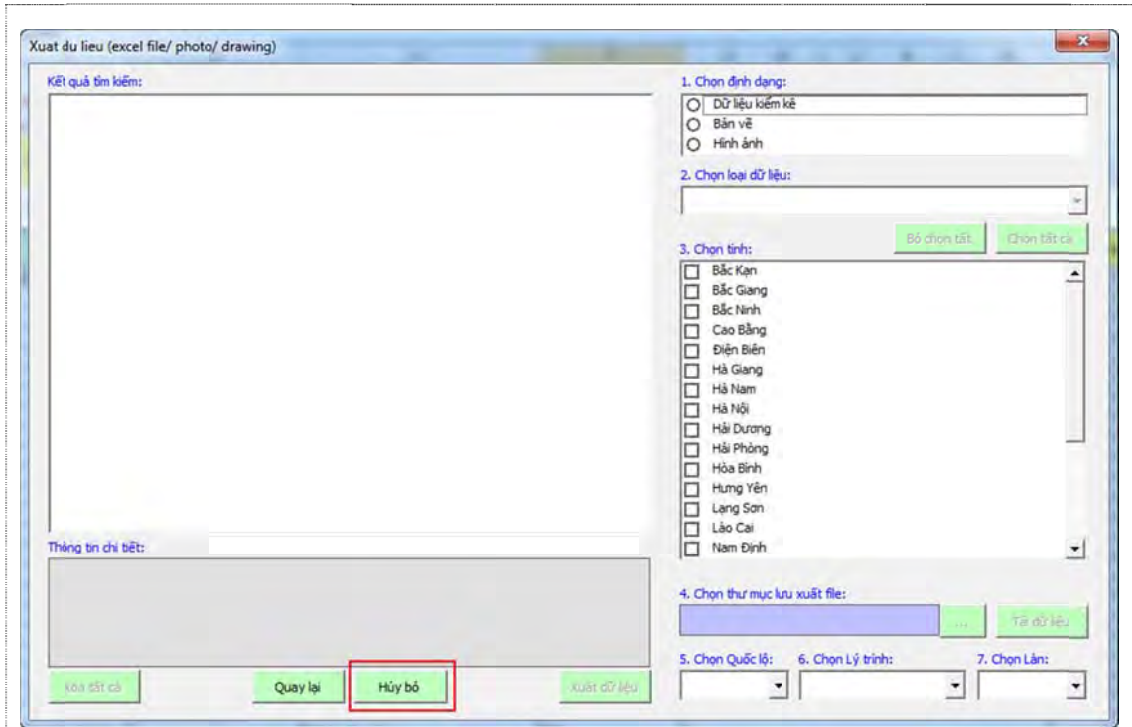 Xuat du lieu (excel file/ photo/ drawing)
Kết quả tìm kiếm:
1. Chọn định dạng:
Dữ liệu kiểm kê
Bản vẽ
Hình ảnh
2. Chọn loại dữ liệu:
Bỏ chọn tất
Chọn tất cả
3. Chọn tỉnh:
Bắc Kạn
Bắc Giang
Bắc Ninh
Cao Bằng
Điện Biên
Hà Giang
Hà Nam
Hà Nội
Hải Dương
Hải Phòng
Hòa Bình
Hưng Yên
Lạng Sơn
Lào Cai
Nam Định
Thông tin chi tiết:
4. Chọn thư mục lưu xuất file:
...
Tải dữ liệu
5. Chọn Quốc lộ: 6. Chọn Lý trình: 7. Chọn Làn:
Xóa tất cả
Quay lại
Hủy bỏ
Xuất dữ liệu